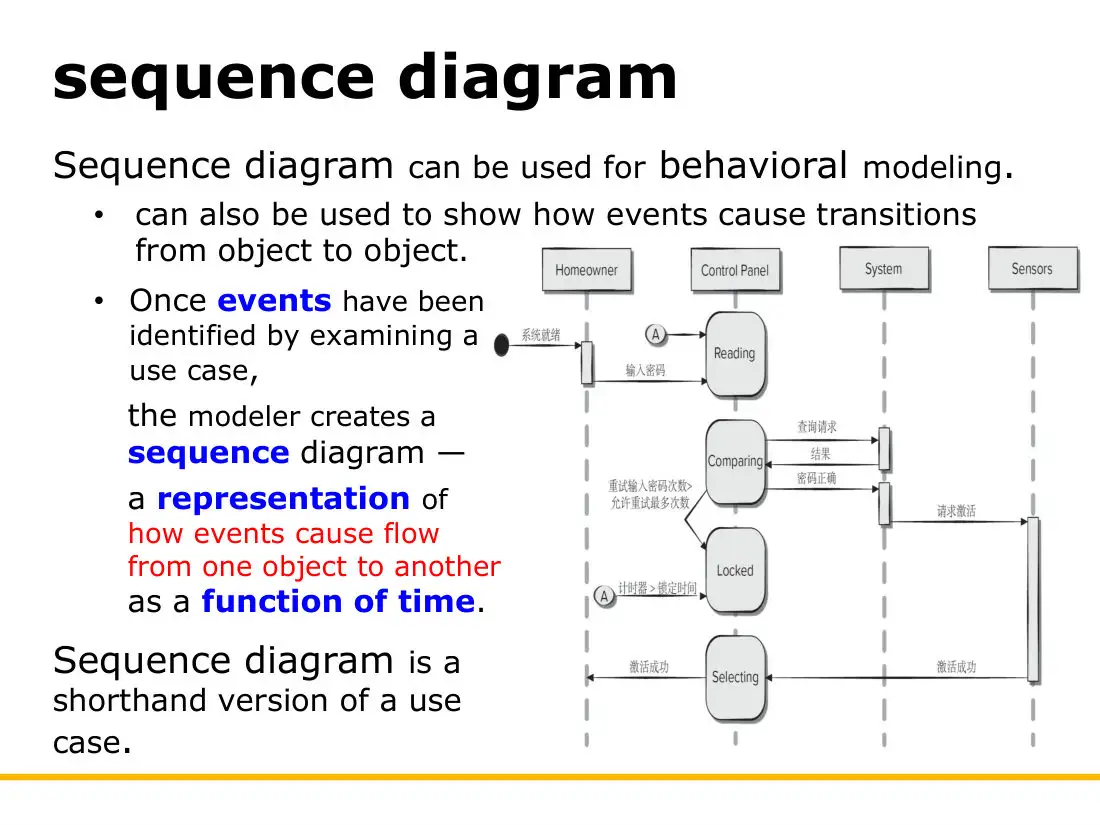 sequence diagram
Sequence diagram can be used for behavioral modeling.
• can also be used to show how events cause transitions
from object to object.
• Once events have been
identified by examining a
use case,
the modeler creates a
sequence diagram —
a representation of
how events cause flow
from one object to another
as a function of time.
Sequence diagram is a
shorthand version of a use
case.
Homeowner
Control Panel
System
Sensors
系统就绪
A
Reading
输入密码
查询请求
Comparing
结果
密码正确
重试输入密码次数>
允许重试最多次数
请求激活
Locked
A
计时器 > 锁定时间
激活成功
Selecting
激活成功